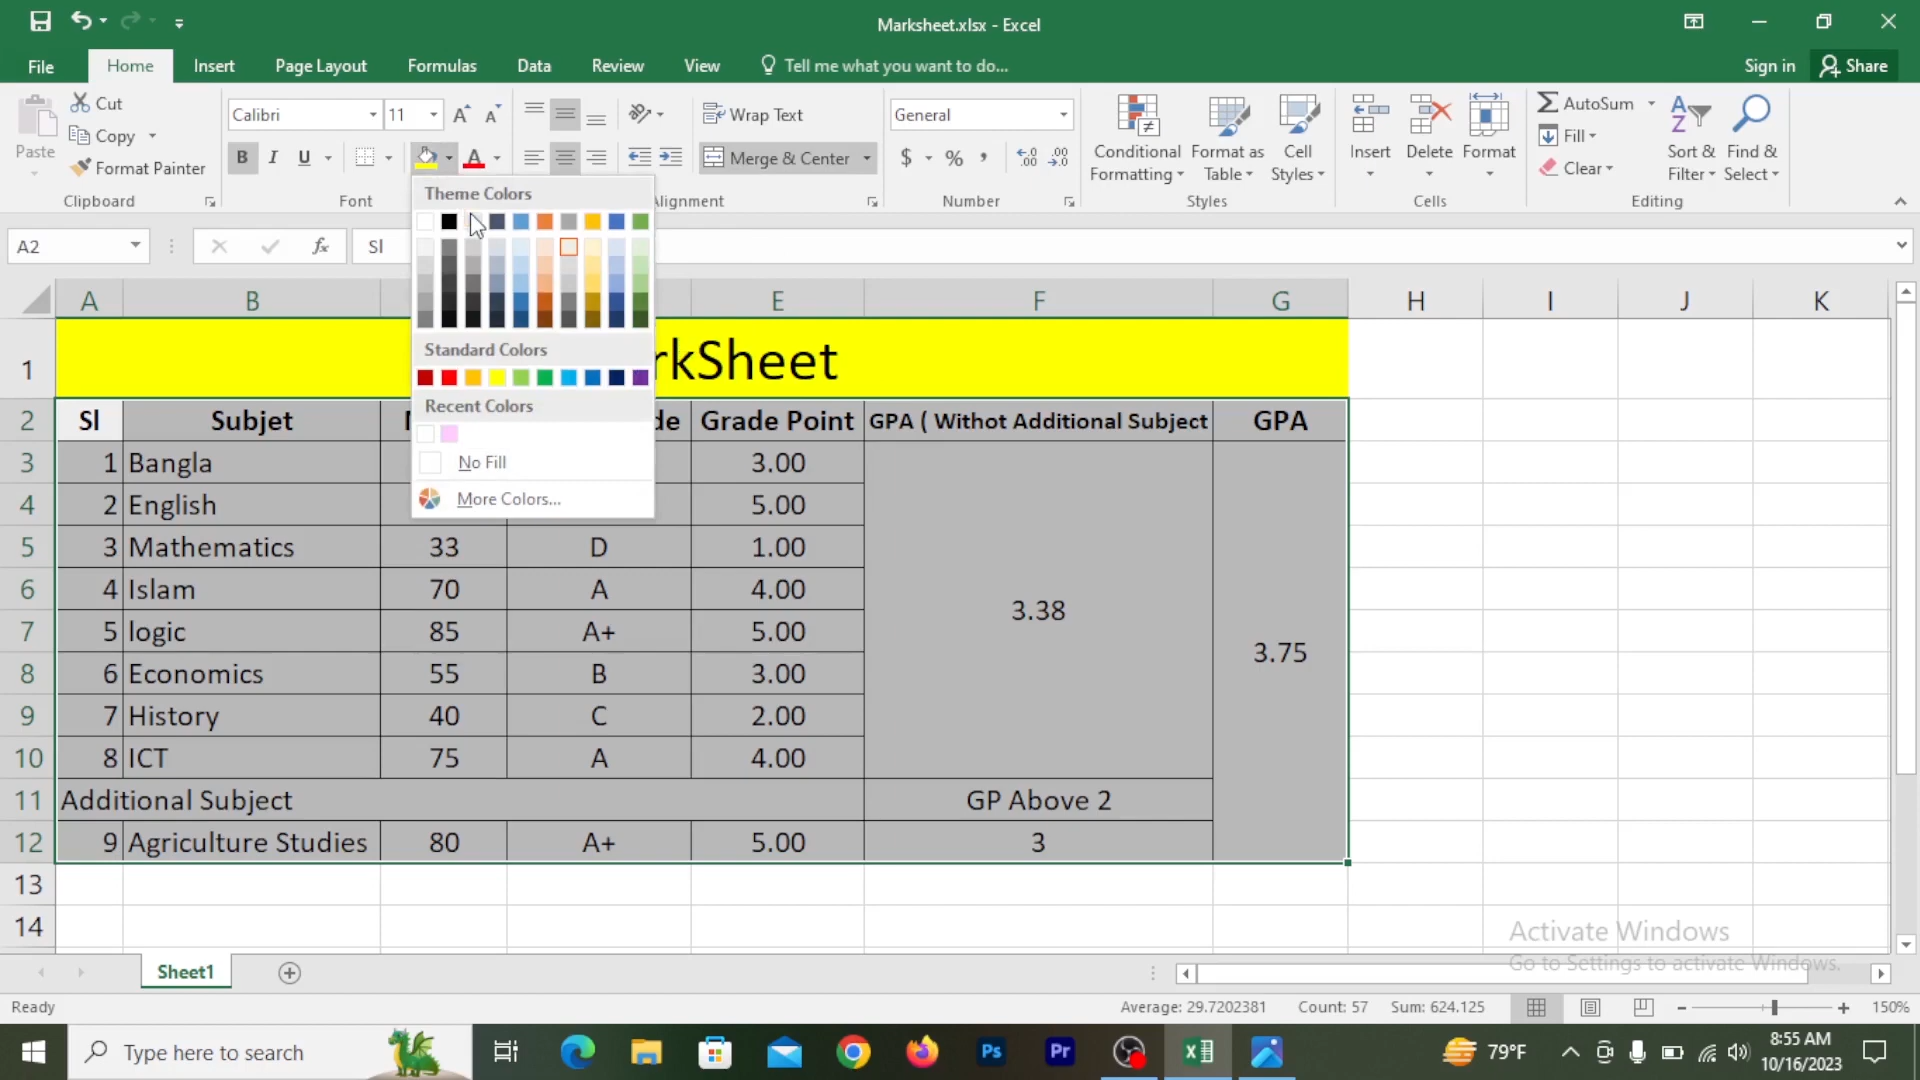 Marksheet.xlsx - Excel
File Home Insert Page Layout Formulas Data Review View Tell me what you want to do... Sign in Share
Paste
Cut
Copy
Format Painter
Clipboard
Calibri 11
B I U A
Font
Theme Colors
Standard Colors
Recent Colors
No Fill
More Colors...
Wrap Text
Merge & Center
lignment
General
$ %
Number
Conditional Formatting
Format as Table
Cell Styles
Styles
Insert Delete Format
Cells
AutoSum
Fill
Clear
Sort & Filter
Find & Select
Editing
A2 fx Sl
A B E F G H I J K
1 rkSheet
2 Sl Subjet de Grade Point GPA ( Withot Additional Subject GPA
3 1 Bangla 3.00
4 2 English 5.00
5 3 Mathematics 33 D 1.00
6 4 Islam 70 A 4.00
3.38
7 5 logic 85 A+ 5.00
3.75
8 6 Economics 55 B 3.00
9 7 History 40 C 2.00
10 8 ICT 75 A 4.00
11 Additional Subject GP Above 2
12 9 Agriculture Studies 80 A+ 5.00 3
13
14
Activate Windows
Go to Settings to activate Windows.
Sheet1
Ready Average: 29.7202381 Count: 57 Sum: 624.125 150%
Type here to search Ps Pr 79°F 8:55 AM
10/16/2023